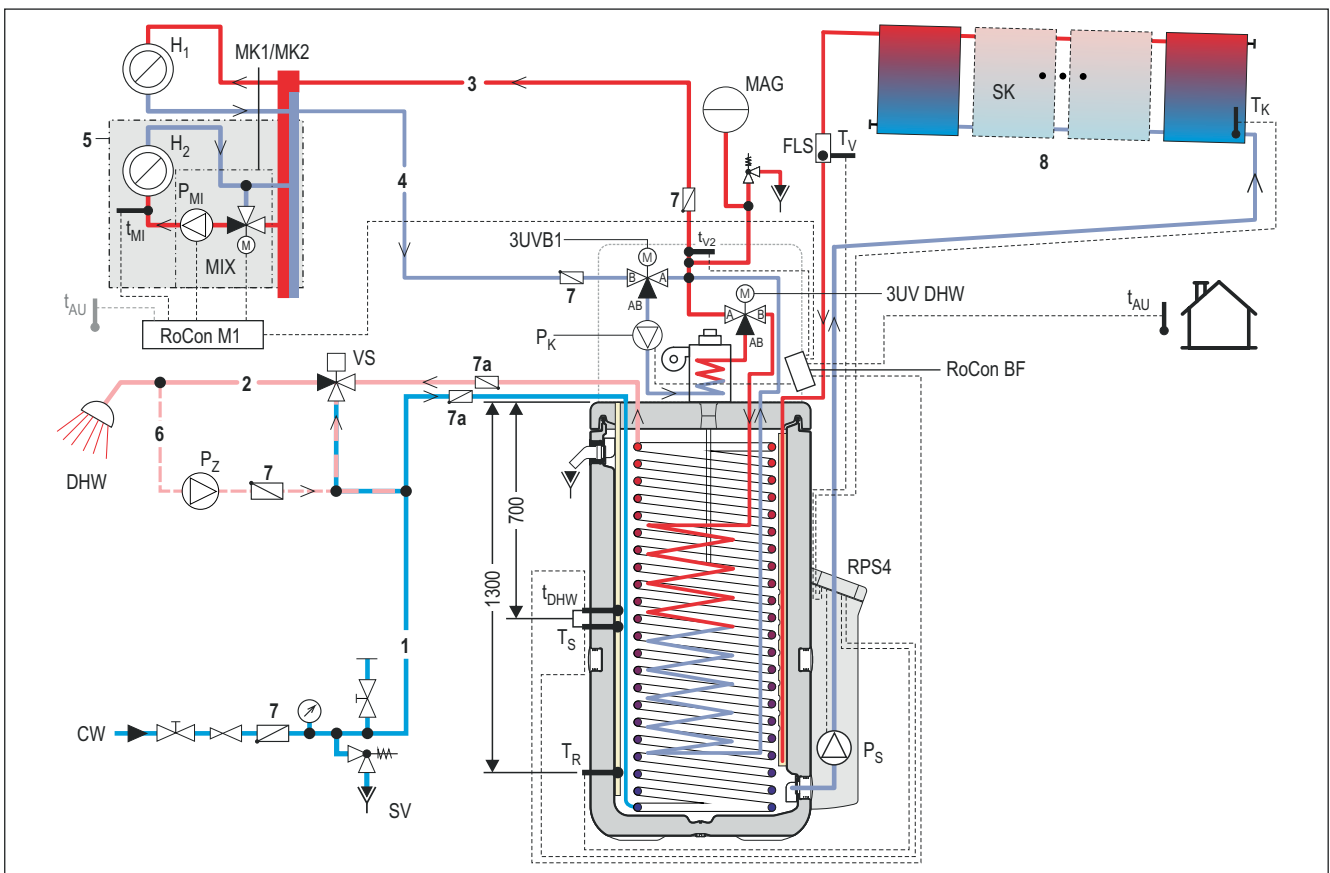 H1
MK1/MK2
3
MAG
SK
TK
5
H2
FLS
TV
8
PMI
4
7
tMI
M
MIX
3UVB1
M
tV2
B
A
7
AB
M
3UV DHW
A
B
AB
tAU
tAU
RoCon M1
PK
RoCon BF
VS
7a
2
7a
6
DHW
PZ
7
700
1300
RPS4
tDHW
TS
1
CW
7
TR
PS
SV